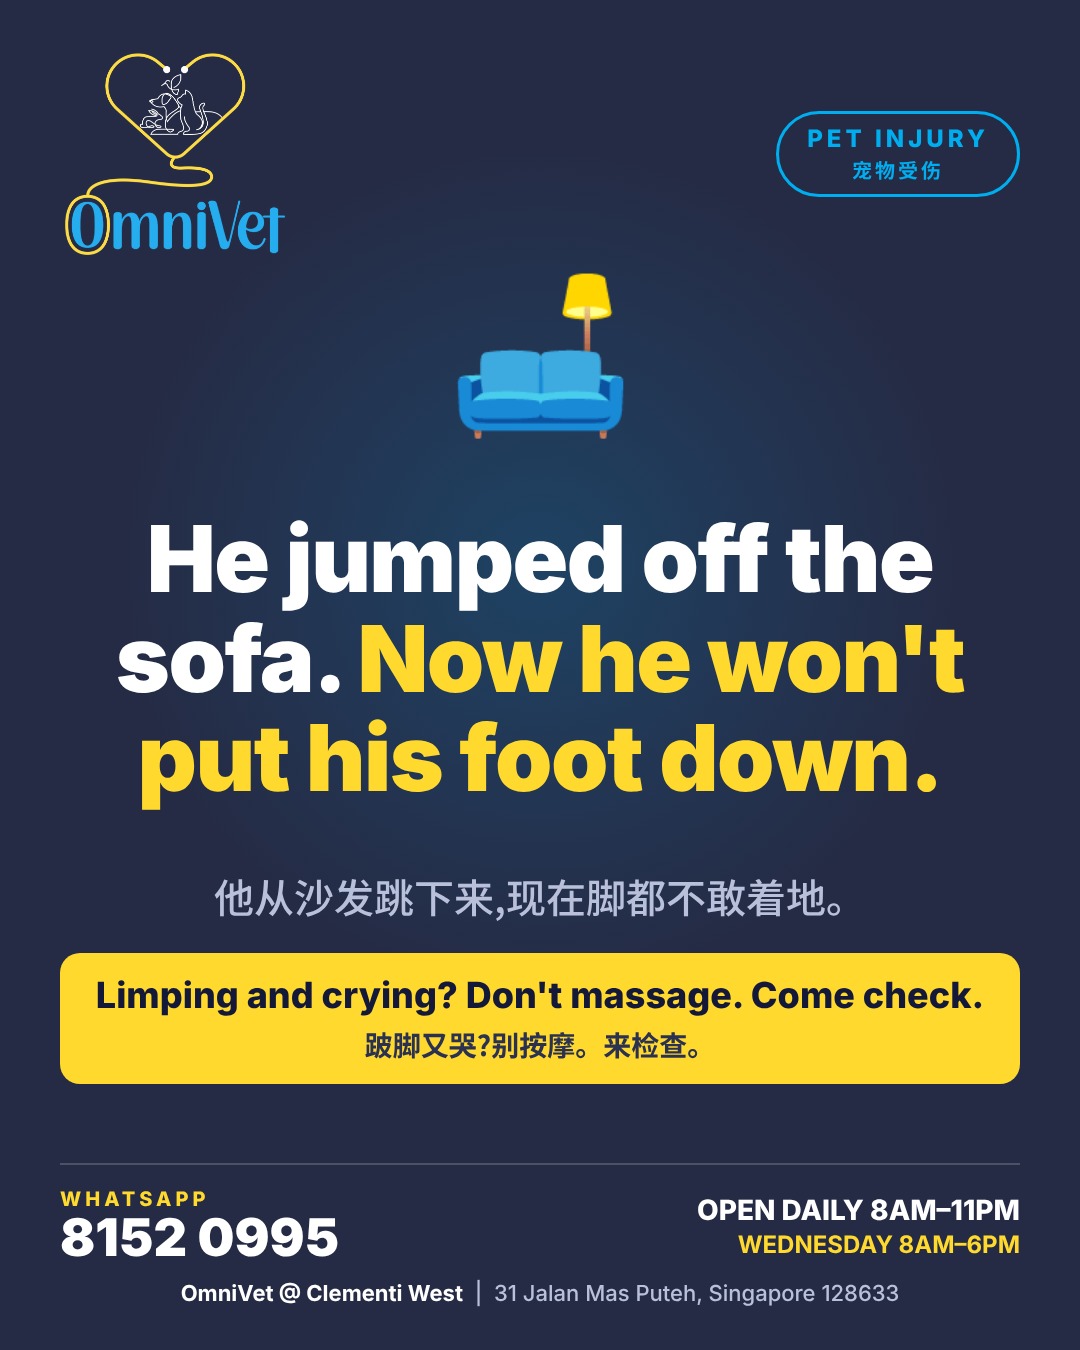 OmniVet
PET INJURY
宠物受伤
He jumped off the
sofa. Now he won't
put his foot down.
他从沙发跳下来,现在脚都不敢着地。
Limping and crying? Don't massage. Come check.
跛脚又哭?别按摩。来检查。
WHATSAPP
8152 0995
OPEN DAILY 8AM–11PM
WEDNESDAY 8AM–6PM
OmniVet @ Clementi West | 31 Jalan Mas Puteh, Singapore 128633